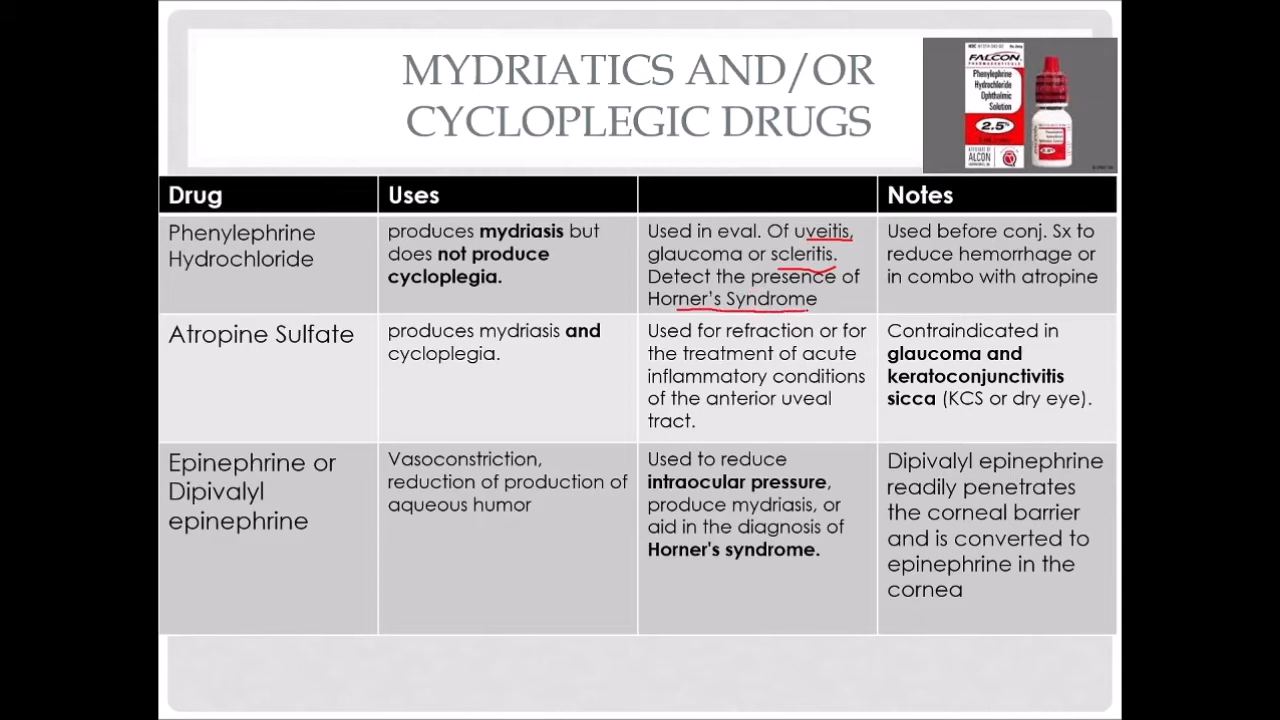 MYDRIATICS AND/OR
CYCLOPLEGIC DRUGS
FALCON
PHARMACEUTICALS
Phenylephrine
Hydrochloride
Ophthalmic
Solution
2.5%
ALCON
Drug
Uses
Notes
Phenylephrine
Hydrochloride
produces mydriasis but
does not produce
cycloplegia.
Used in eval. Of uveitis,
glaucoma or scleritis.
Detect the presence of
Horner's Syndrome
Used before conj. Sx to
reduce hemorrhage or
in combo with atropine
Atropine Sulfate
produces mydriasis and
cycloplegia.
Used for refraction or for
the treatment of acute
inflammatory conditions
of the anterior uveal
tract.
Contraindicated in
glaucoma and
keratoconjunctivitis
sicca (KCS or dry eye).
Epinephrine or
Dipivalyl
epinephrine
Vasoconstriction,
reduction of production of
aqueous humor
Used to reduce
intraocular pressure,
produce mydriasis, or
aid in the diagnosis of
Horner's syndrome.
Dipivalyl epinephrine
readily penetrates
the corneal barrier
and is converted to
epinephrine in the
cornea